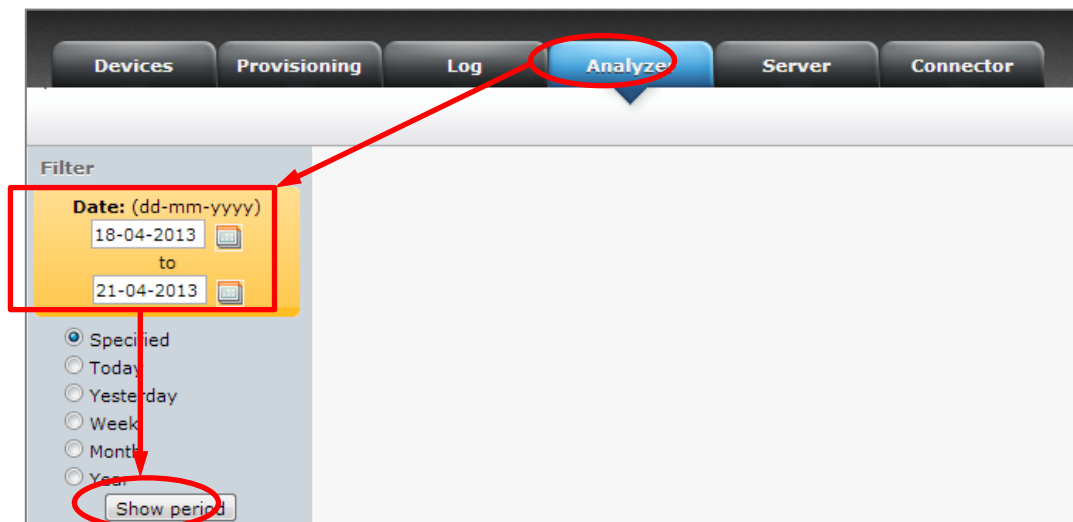 Devices Provisioning Log Analyzer Server Connector
Filter
Date: (dd-mm-yyyy)
18-04-2013
to
21-04-2013
Specified
Today
Yesterday
Week
Month
Year
Show period